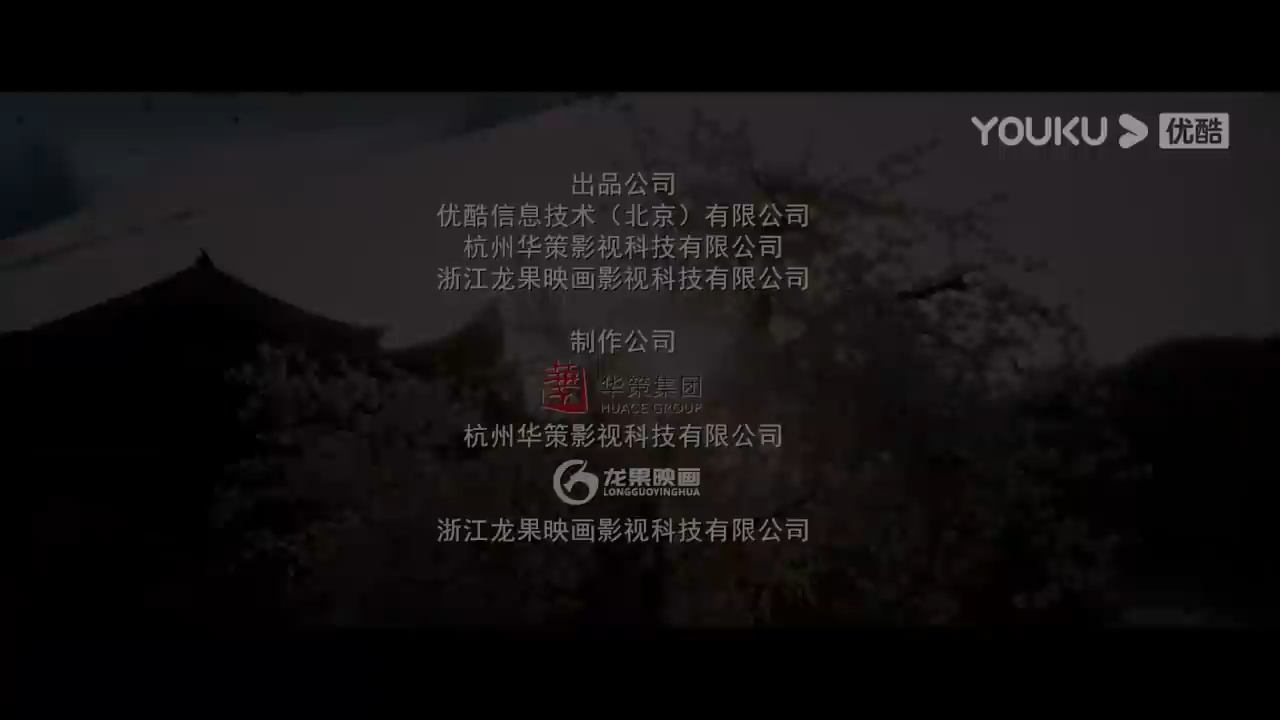 YOUKU 优酷
出品公司
优酷信息技术（北京）有限公司
杭州华策影视科技有限公司
浙江龙果映画影视科技有限公司
制作公司
華 华策集团
HUACE GROUP
杭州华策影视科技有限公司
龙果映画
LONGGUOYINGHUA
浙江龙果映画影视科技有限公司